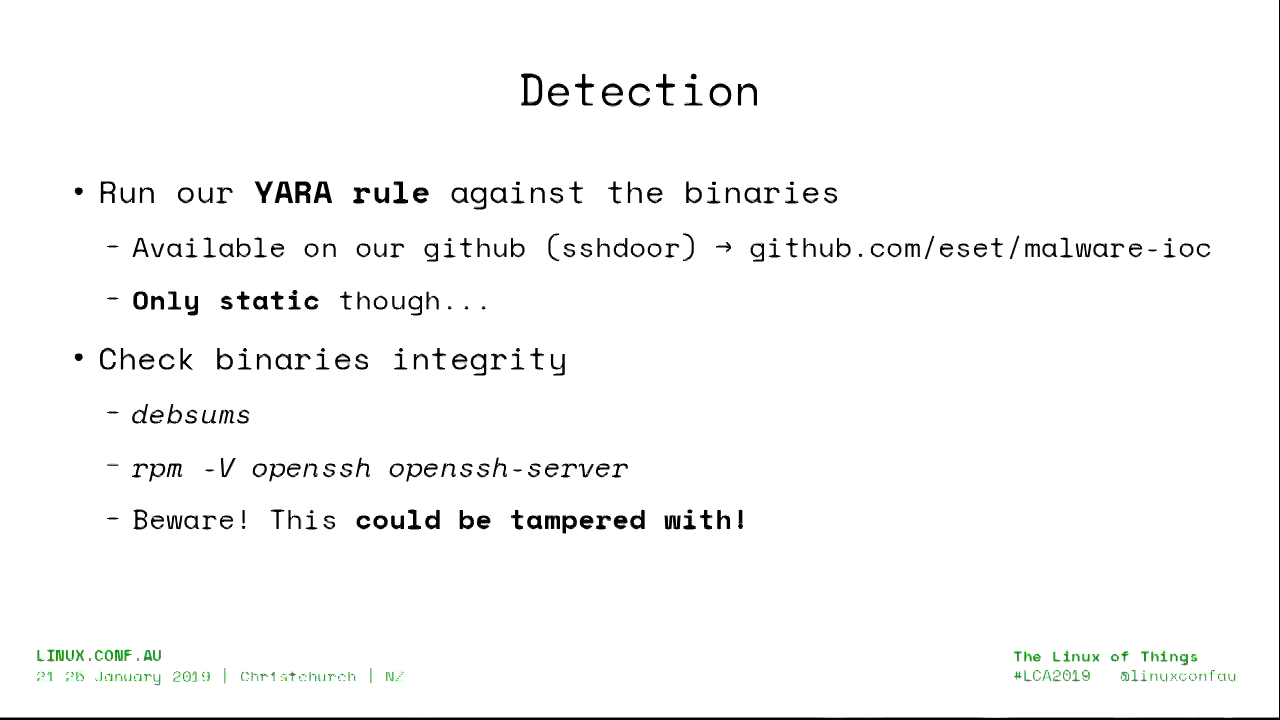 Detection
• Run our YARA rule against the binaries
– Available on our github (sshdoor) → github.com/eset/malware-ioc
– Only static though...
• Check binaries integrity
– debsums
– rpm -V openssh openssh-server
– Beware! This could be tampered with!
LINUX.CONF.AU
21-25 January 2019 | Christchurch | NZ
The Linux of Things
#LCA2019 @linuxconfau